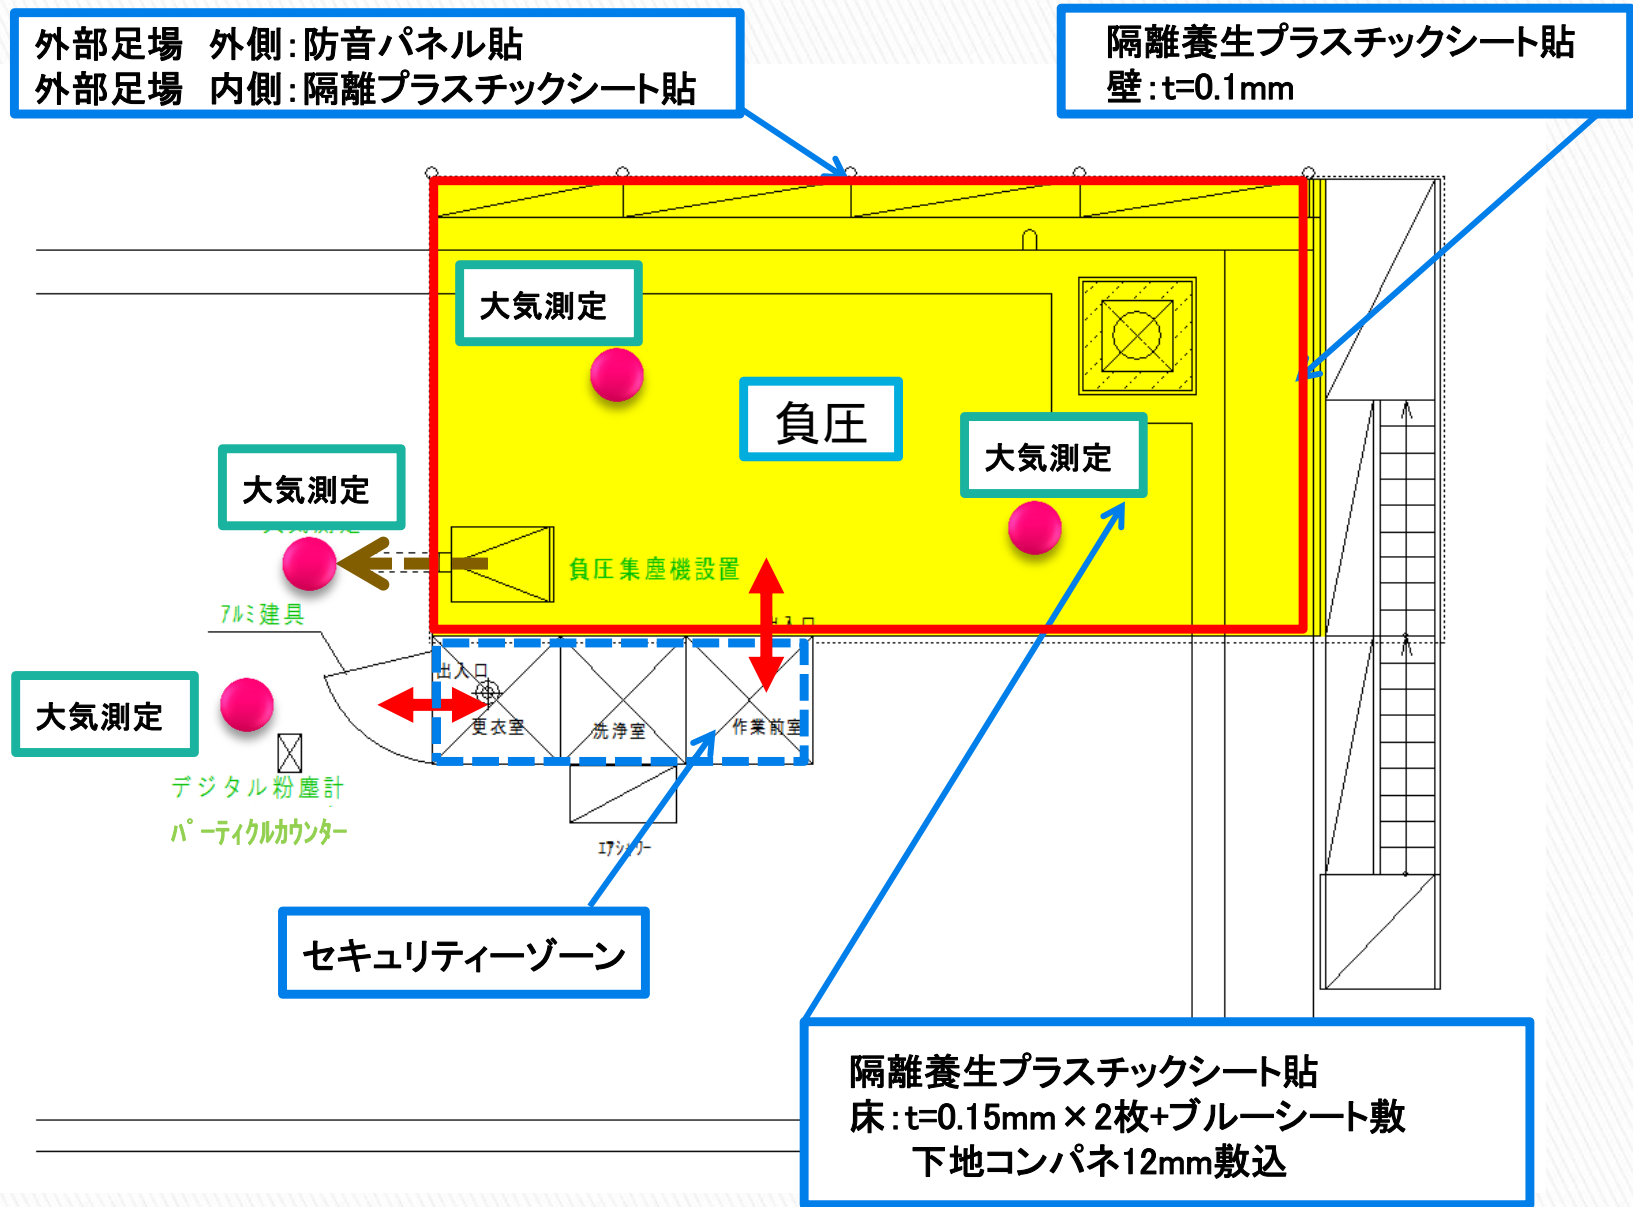 外部足場 外側:防音パネル貼
外部足場 内側:隔離プラスチックシート貼
隔離養生プラスチックシート貼
壁:t=0.1mm
大気測定
負圧
大気測定
大気測定
負圧集塵機設置
アルミ建具
出入口
出入口
大気測定
更衣室
洗浄室
作業前室
デジタル粉塵計
パーティクルカウンター
エアシャワー
セキュリティーゾーン
隔離養生プラスチックシート貼
床:t=0.15mm×2枚+ブルーシート敷
下地コンパネ12mm敷込